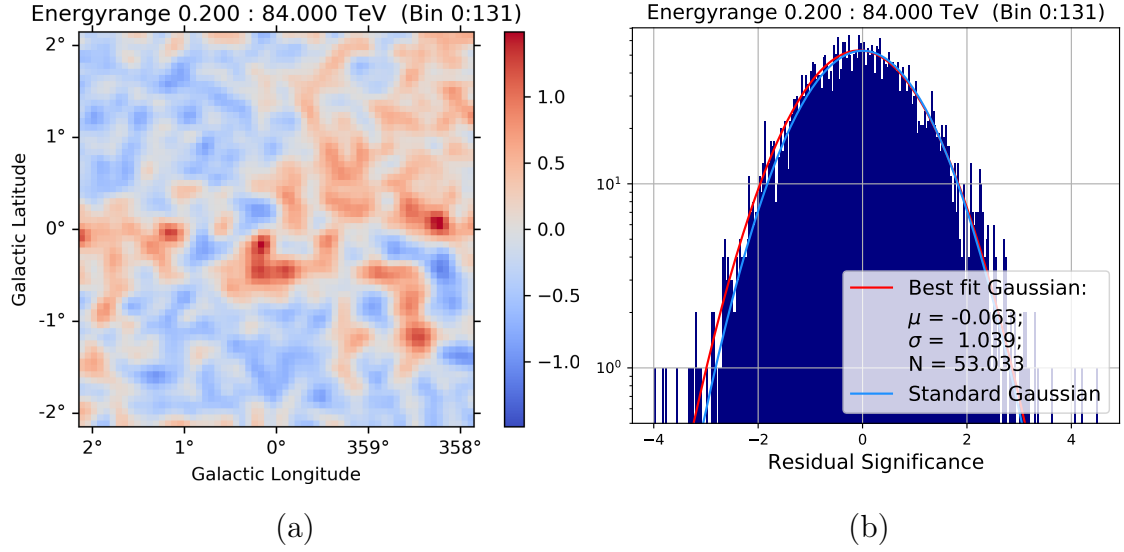 Energyrange 0.200 : 84.000 TeV (Bin 0:131)
2°
1°
0°
-1°
-2°
Galactic Latitude
2°
1°
0°
359°
358°
Galactic Longitude
1.0
0.5
0.0
−0.5
−1.0
(a)
Energyrange 0.200 : 84.000 TeV (Bin 0:131)
10¹
10⁰
−4
−2
0
2
4
Residual Significance
Best fit Gaussian:
μ = -0.063;
σ = 1.039;
N = 53.033
Standard Gaussian
(b)